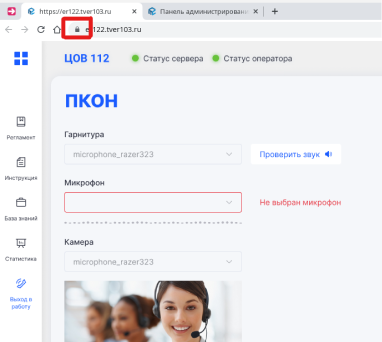 https://er122.tver103.ru
Панель администрирован
er122.tver103.ru
ЦОВ 112
Статус сервера
Статус оператора
ПКОН
Гарнитура
microphone_razer323
Проверить звук
Микрофон
Не выбран микрофон
Камера
microphone_razer323
Регламент
Инструкция
База знаний
Статистика
Выход в
работу